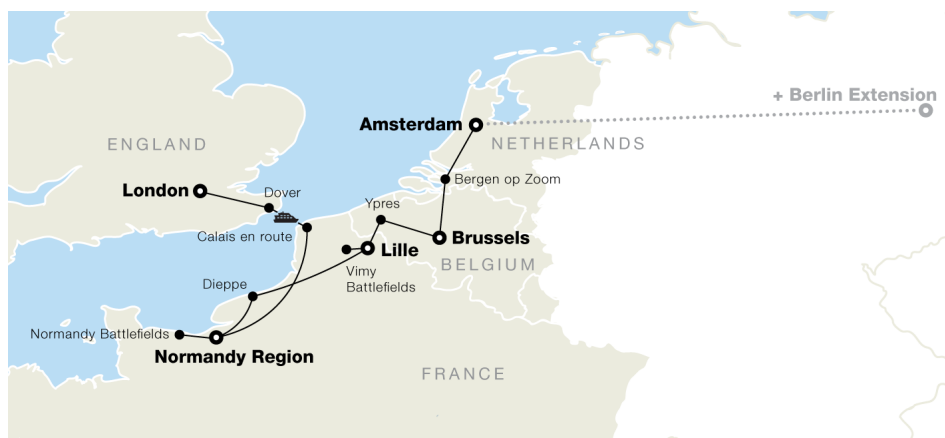 + Berlin Extension
Amsterdam
ENGLAND
NETHERLANDS
Bergen op Zoom
London
Dover
Ypres
Calais en route
Brussels
Lille
BELGIUM
Vimy
Battlefields
Dieppe
Normandy Battlefields
Normandy Region
FRANCE